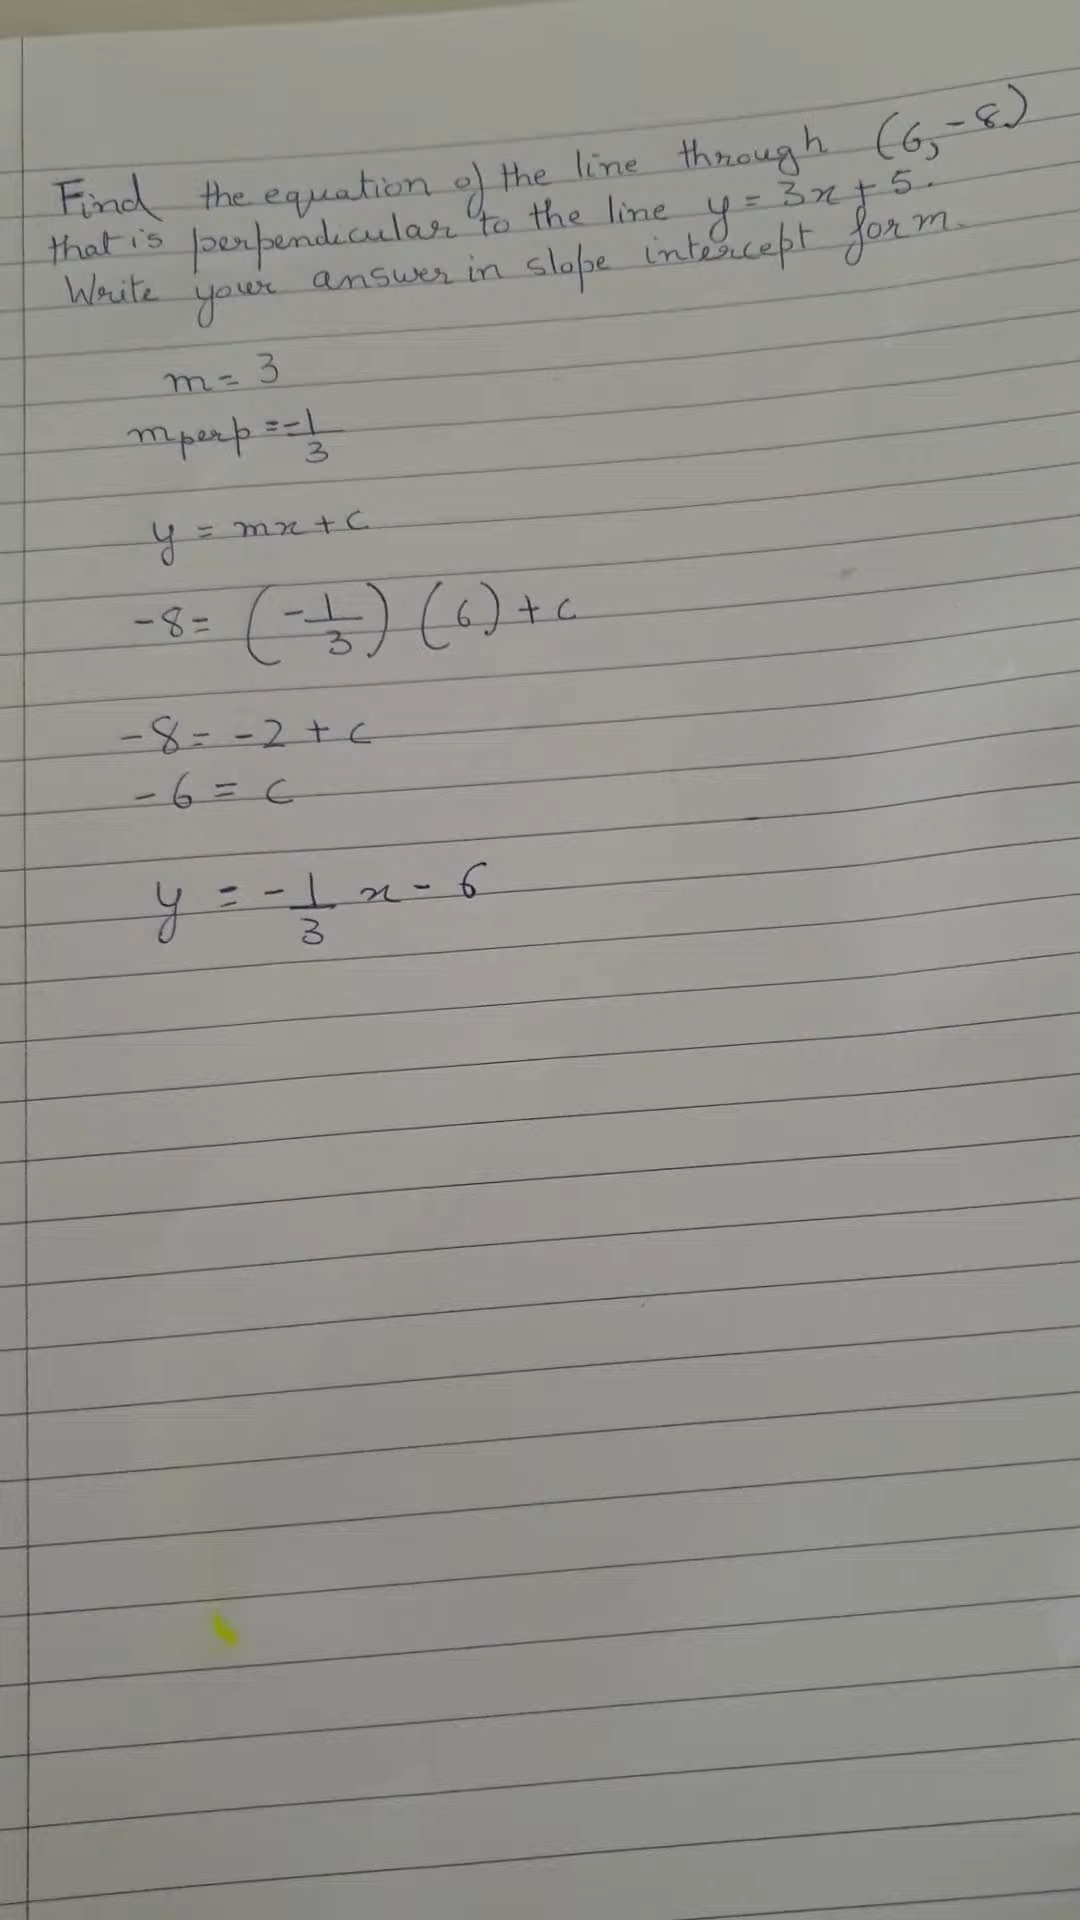 Find the equation of the line through (6, -8)
that is perpendicular to the line y = 3x + 5.
Write your answer in slope intercept form.
m = 3
mperp = -1/3
y = mx + c
-8 = (-1/3) (6) + c
-8 = -2 + c
-6 = c
y = -1/3 x - 6